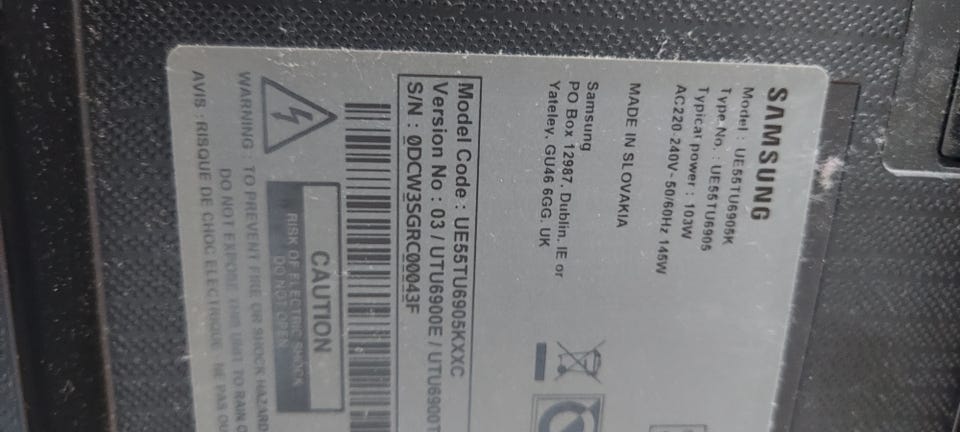 SAMSUNG
Model : UE55TU6905K
Type No. : UE55TU6905
Typical power : 103W
AC220-240V~ 50/60Hz 145W
MADE IN SLOVAKIA
Samsung
PO Box 12987. Dublin. IE or
Yateley. GU46 6GG. UK
Model Code : UE55TU6905KXXC
Version No : 03 / UTU6900E / UTU6900T
S/N : 0DCW3SGRC00043F
CAUTION
RISK OF ELECTRIC SHOCK
DO NOT OPEN
WARNING : TO PREVENT FIRE OR SHOCK HAZARD
DO NOT EXPOSE THIS UNIT TO RAIN O
AVIS : RISQUE DE CHOC ELECTRIQUE. NE PAS OU